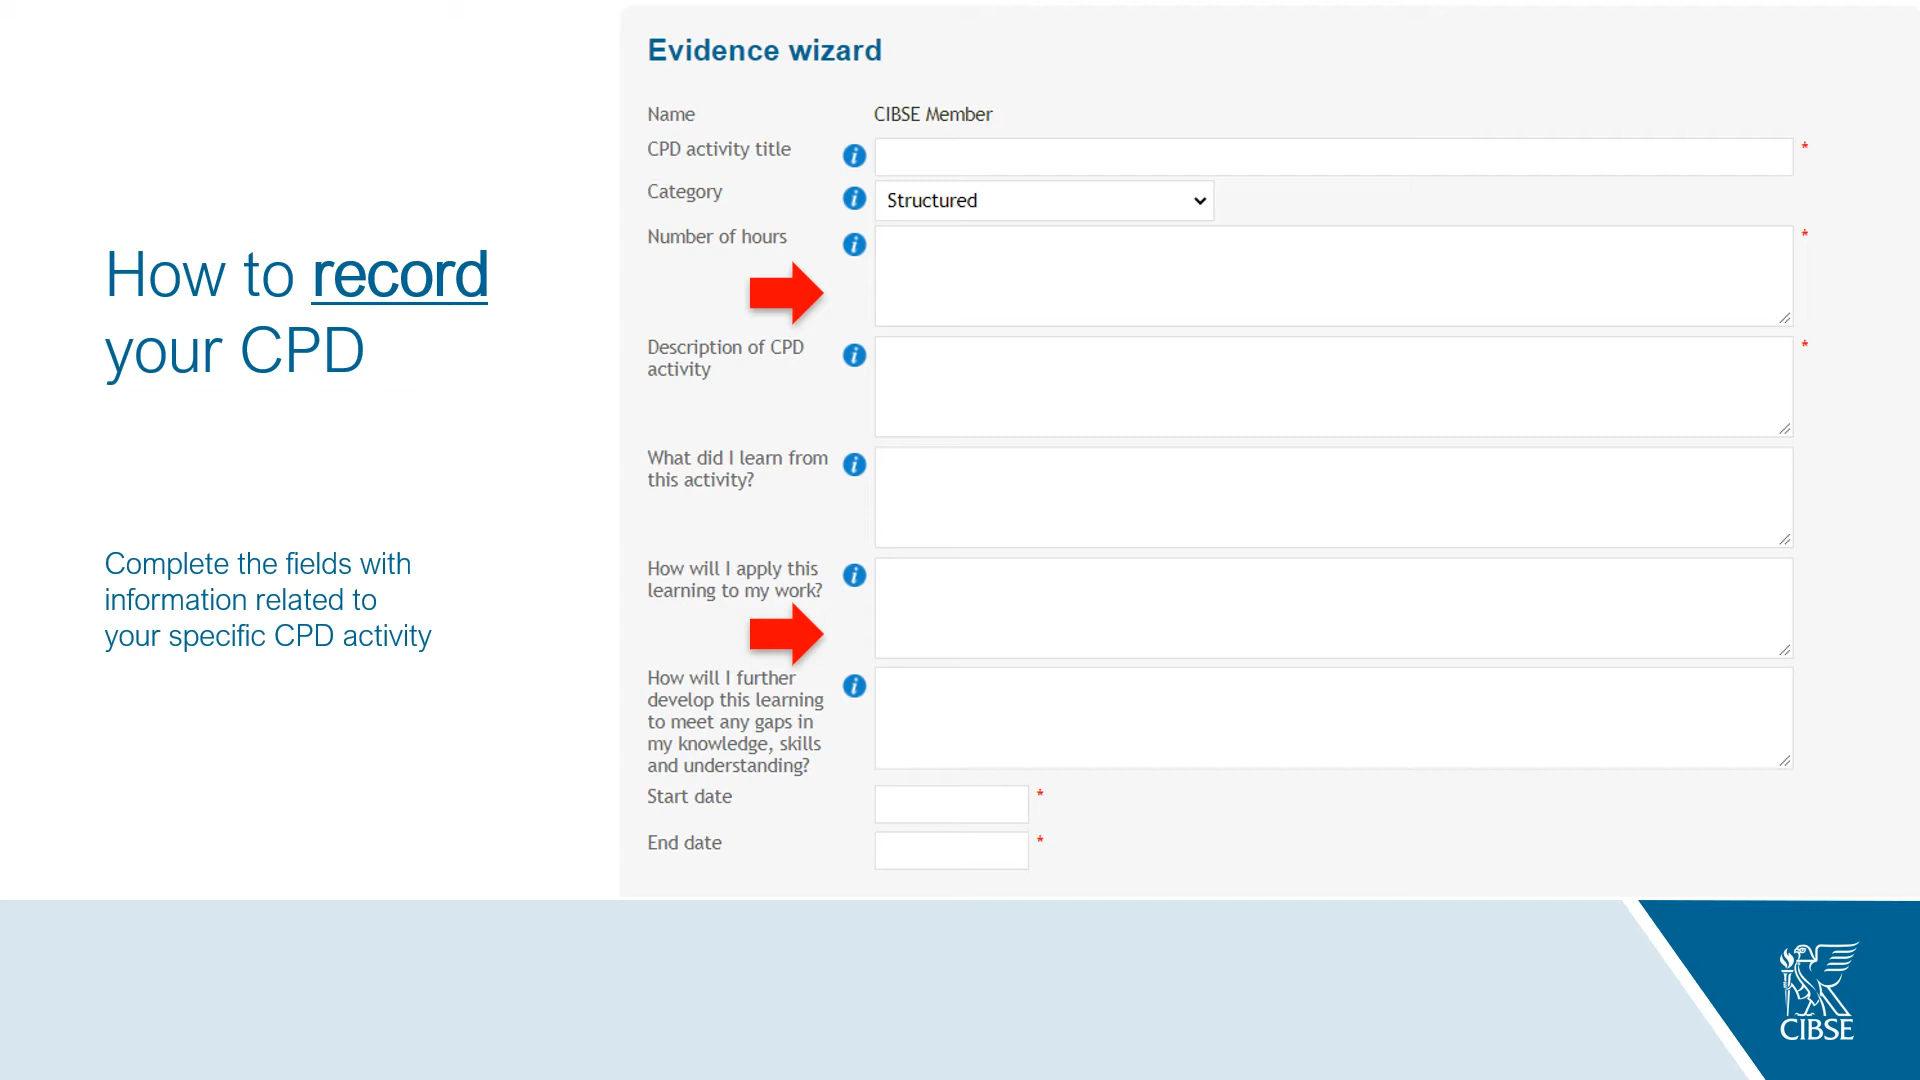 How to record
your CPD
Complete the fields with
information related to
your specific CPD activity
Evidence wizard
Name CIBSE Member
CPD activity title *
Category Structured
Number of hours *
Description of CPD
activity *
What did I learn from
this activity?
How will I apply this
learning to my work?
How will I further
develop this learning
to meet any gaps in
my knowledge, skills
and understanding?
Start date *
End date *
CIBSE